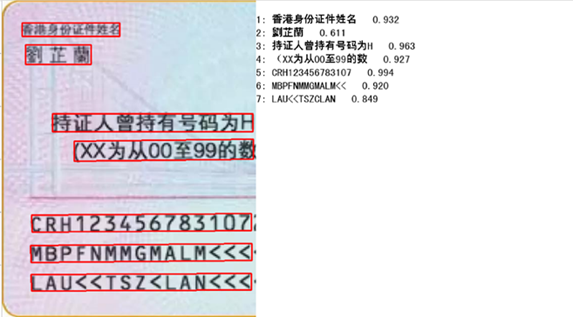 香港身份证件姓名
劉芷蘭
持证人曾持有号码为H
(XX为从00至99的数
CRH1234567831072
MBPFNMMGMALM<<<
LAU<<TSZ<LAN<<<<
1: 香港身份证件姓名 0.932
2: 劉芷蘭 0.611
3: 持证人曾持有号码为H 0.963
4: （XX为从00至99的数 0.927
5: CRH123456783107 0.994
6: MBPFNMMGMALM<< 0.920
7: LAU<<TSZCLAN 0.849